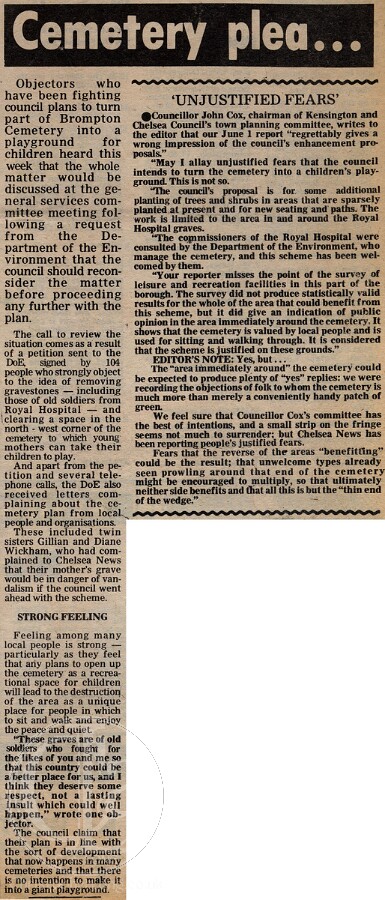 Cemetery plea...
Objectors who
have been fighting
council plans to turn
part of Brompton
Cemetery into a
playground for
children heard this
week that the whole
matter would be
discussed at the ge-
neral services com-
mittee meeting fol-
lowing a request
from the De-
partment of the En-
vironment that the
council should recon-
sider the matter
before proceeding
any further with the
plan.
The call to review the
situation comes as a result
of a petition sent to the
DoE, signed by 104
people who strongly object
to the idea of removing
gravestones — including
those of old soldiers from
Royal Hospital — and
clearing a space in the
north - west corner of the
cemetery to which young
mothers can take their
children to play.
And apart from the pe-
tition and several tele-
phone calls, the DoE also
received letters com-
plaining about the ce-
metery plan from local
people and organisations.
These included twin
sisters Gillian and Diane
Wickham, who had com-
plained to Chelsea News
that their mother's grave
would be in danger of van-
dalism if the council went
ahead with the scheme.
STRONG FEELING
Feeling among many
local people is strong —
particularly as they feel
that any plans to open up
the cemetery as a recrea-
tional space for children
will lead to the destruction
of the area as a unique
place for people in which
to sit and walk and enjoy
the peace and quiet.
"These graves are of old
soldiers who fought for
the likes of you and me so
that this country could be
a better place for us, and I
think they deserve some
respect, not a lasting
insult which could well
happen," wrote one ob-
jector.
The council claim that
their plan is in line with
the sort of development
that now happens in many
cemeteries and that there
is no intention to make it
into a giant playground.
'UNJUSTIFIED FEARS'
●Councillor John Cox, chairman of Kensington and
Chelsea Council's town planning committee, writes to
the editor that our June 1 report "regrettably gives a
wrong impression of the council's enhancement pro-
posals."
"May I allay unjustified fears that the council
intends to turn the cemetery into a children's play-
ground. This is not so.
"The council's proposal is for some additional
planting of trees and shrubs in areas that are sparsely
planted at present and for new seating and paths. The
work is limited to the area in and around the Royal
Hospital graves.
"The commissioners of the Royal Hospital were
consulted by the Department of the Environment, who
manage the cemetery, and this scheme has been wel-
comed by them.
"Your reporter misses the point of the survey of
leisure and recreation facilities in this part of the
borough. The survey did not produce statistically valid
results for the whole of the area that could benefit from
this scheme, but it did give an indication of public
opinion in the area immediately around the cemetery. It
shows that the cemetery is valued by local people and is
used for sitting and walking through. It is considered
that the scheme is justified on these grounds."
EDITOR'S NOTE: Yes, but ...
The "area immediately around" the cemetery could
be expected to produce plenty of "yes" replies: we were
recording the objections of folk to whom the cemetery is
much more than merely a conveniently handy patch of
green.
We feel sure that Councillor Cox's committee has
the best of intentions, and a small strip on the fringe
seems not much to surrender; but Chelsea News has
been reporting people's justified fears.
Fears that the reverse of the areas "benefitting"
could be the result; that unwelcome types already
seen prowling around that end of the cemetery
might be encouraged to multiply, so that ultimately
neither side benefits and that all this is but the "thin end
of the wedge."